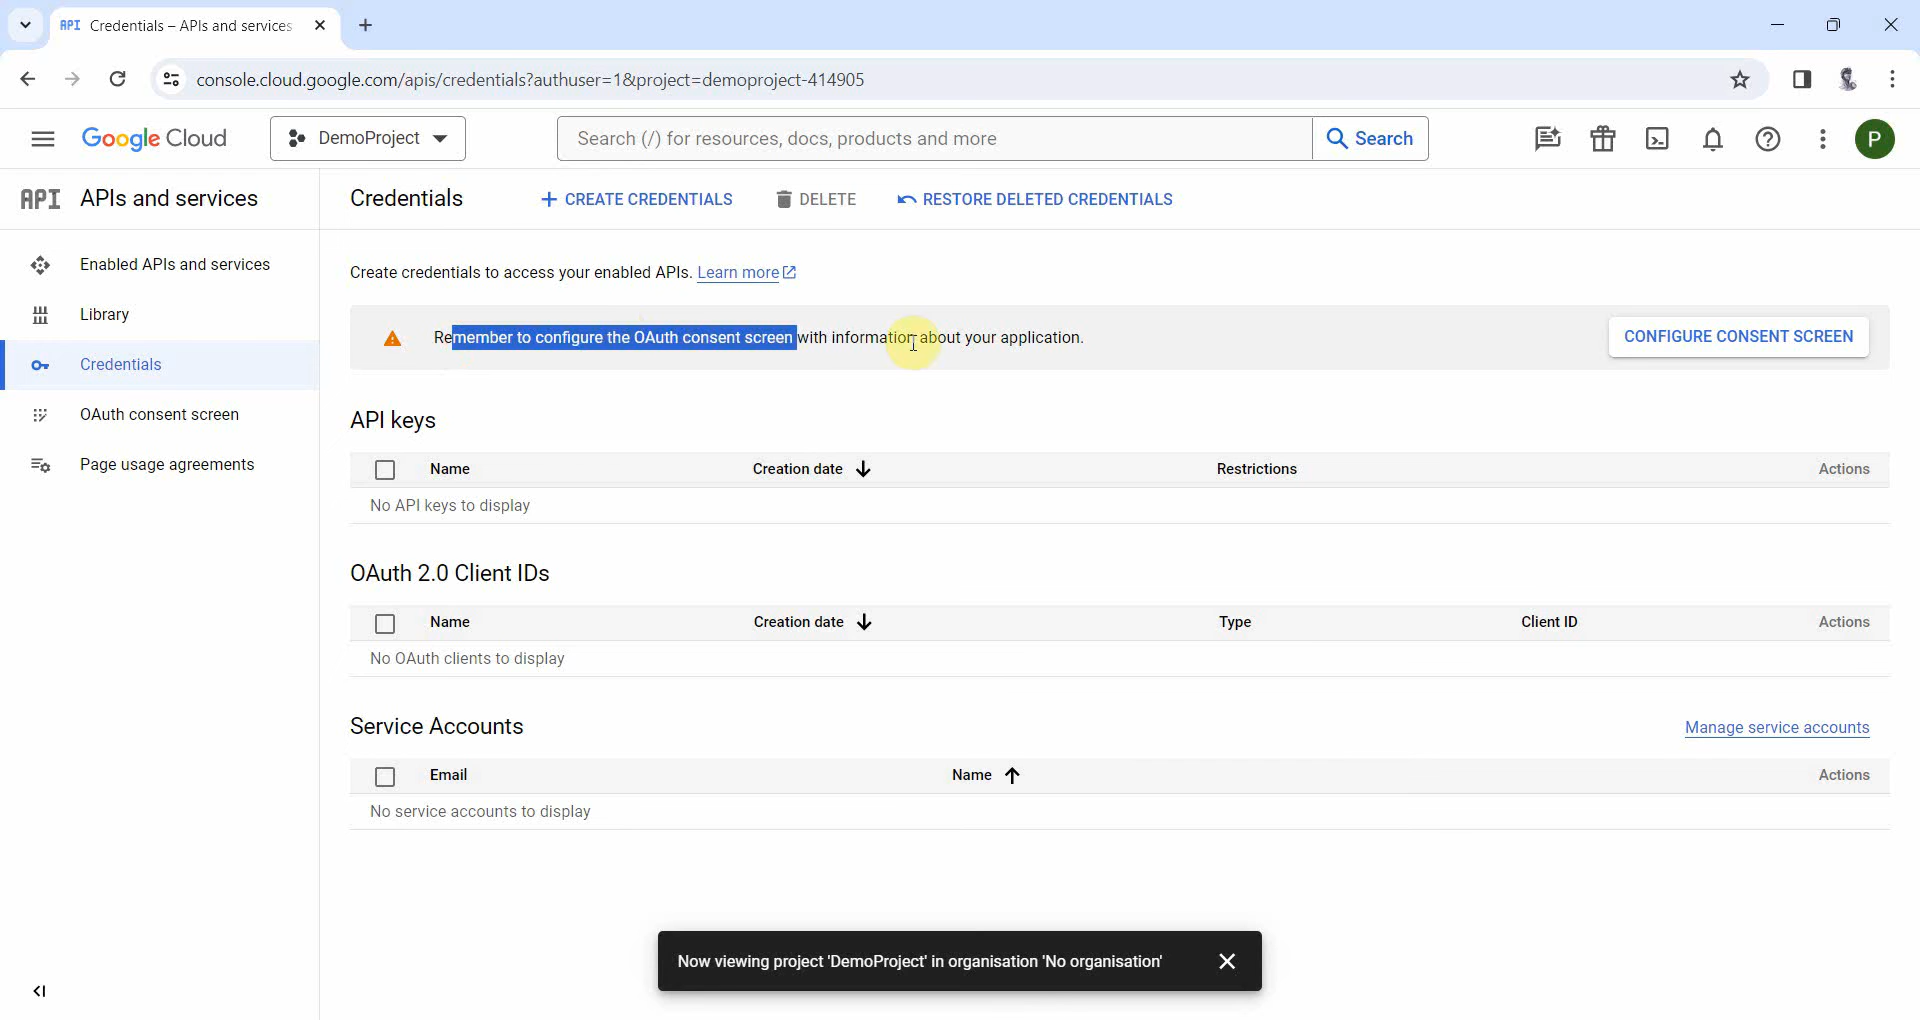 API Credentials – APIs and services
console.cloud.google.com/apis/credentials?authuser=1&project=demoproject-414905
Google Cloud
DemoProject
Search (/) for resources, docs, products and more
Search
P
API APIs and services
Credentials
CREATE CREDENTIALS
DELETE
RESTORE DELETED CREDENTIALS
Enabled APIs and services
Library
Credentials
OAuth consent screen
Page usage agreements
Create credentials to access your enabled APIs. Learn more
Remember to configure the OAuth consent screen with information about your application.
CONFIGURE CONSENT SCREEN
API keys
Name Creation date Restrictions Actions
No API keys to display
OAuth 2.0 Client IDs
Name Creation date Type Client ID Actions
No OAuth clients to display
Service Accounts
Manage service accounts
Email Name Actions
No service accounts to display
Now viewing project 'DemoProject' in organisation 'No organisation'